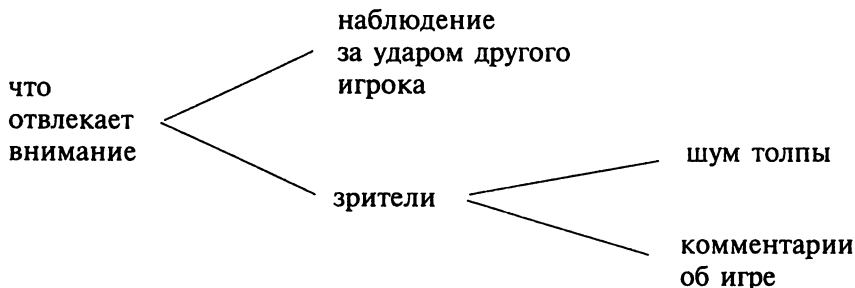 наблюдение
за ударом другого
игрока
что
отвлекает
внимание
зрители
шум толпы
комментарии
об игре